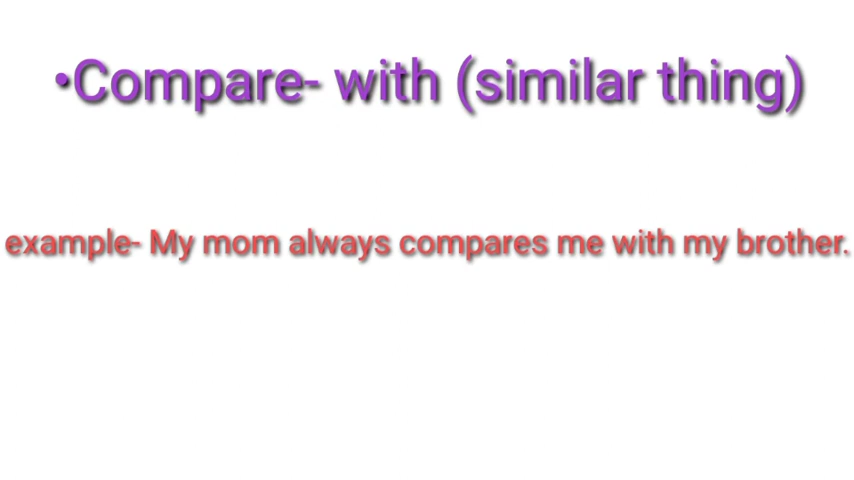 •Compare- with (similar thing)
example- My mom always compares me with my brother.